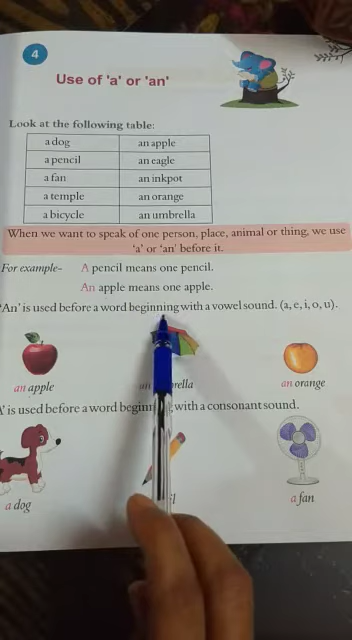 4
Use of 'a' or 'an'
Look at the following table:
a dog an apple
a pencil an eagle
a fan an inkpot
a temple an orange
a bicycle an umbrella
When we want to speak of one person, place, animal or thing, we use
'a' or 'an' before it.
For example- A pencil means one pencil.
An apple means one apple.
'An' is used before a word beginning with a vowel sound. (a, e, i, o, u).
an apple an orange
is used before a word with a consonant sound.
a dog a fan